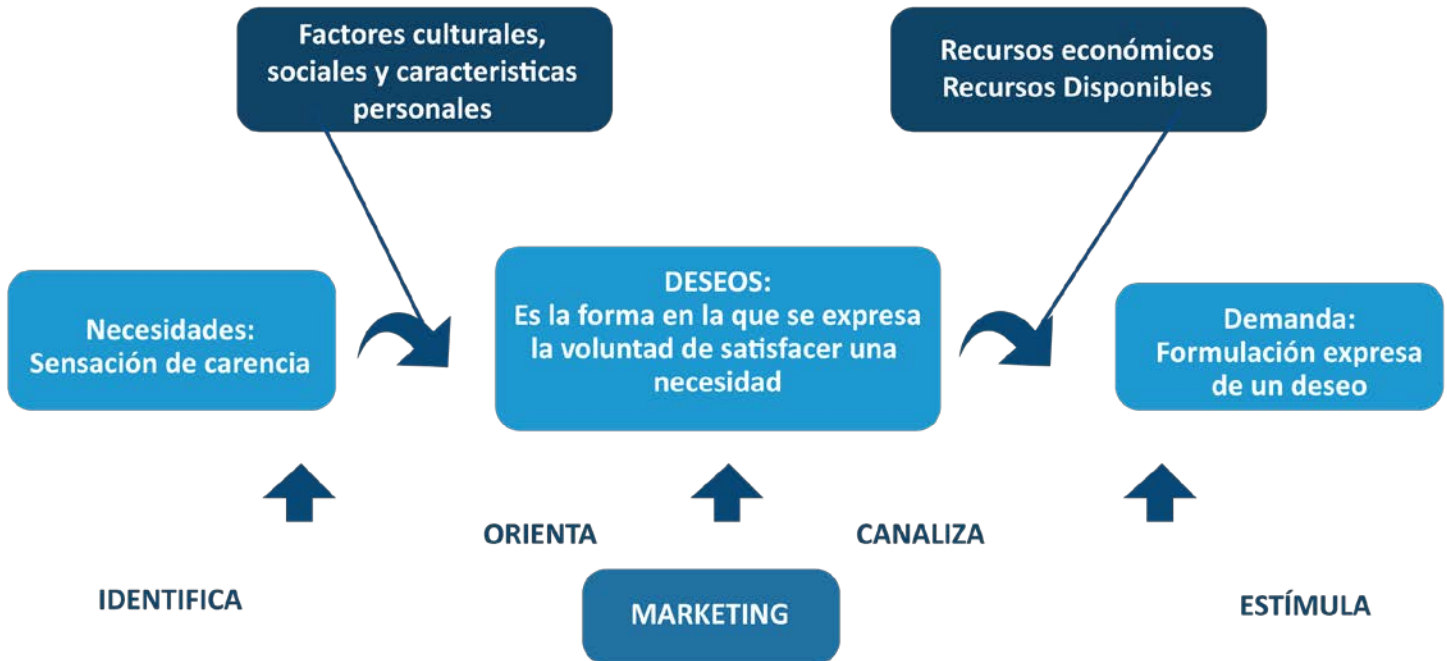 Factores culturales,
sociales y caracteristicas
personales
Recursos económicos
Recursos Disponibles
Necesidades:
Sensación de carencia
DESEOS:
Es la forma en la que se expresa
la voluntad de satisfacer una
necesidad
Demanda:
Formulación expresa
de un deseo
ORIENTA
CANALIZA
IDENTIFICA
MARKETING
ESTÍMULA